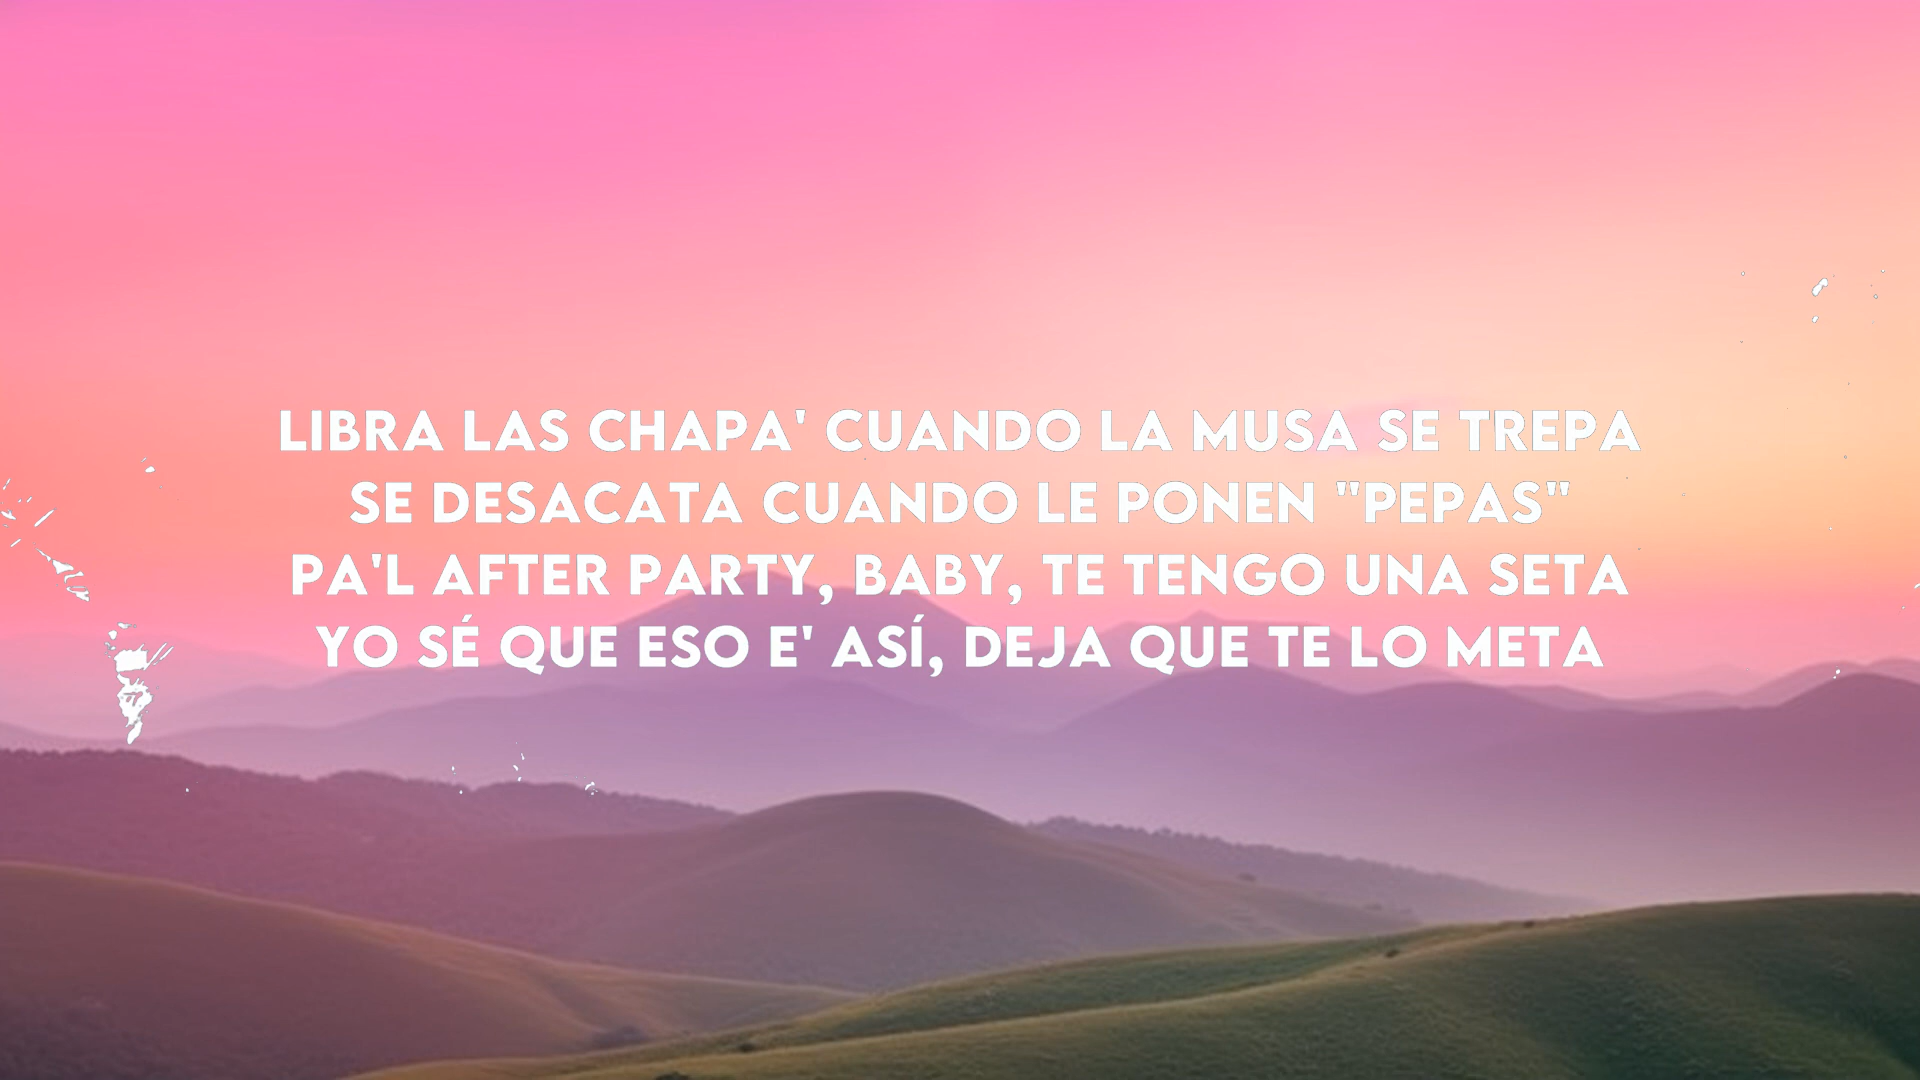 LIBRA LAS CHAPA' CUANDO LA MUSA SE TREPA
SE DESACATA CUANDO LE PONEN "PEPAS"
PA'L AFTER PARTY, BABY, TE TENGO UNA SETA
YO SÉ QUE ESO E' ASÍ, DEJA QUE TE LO META